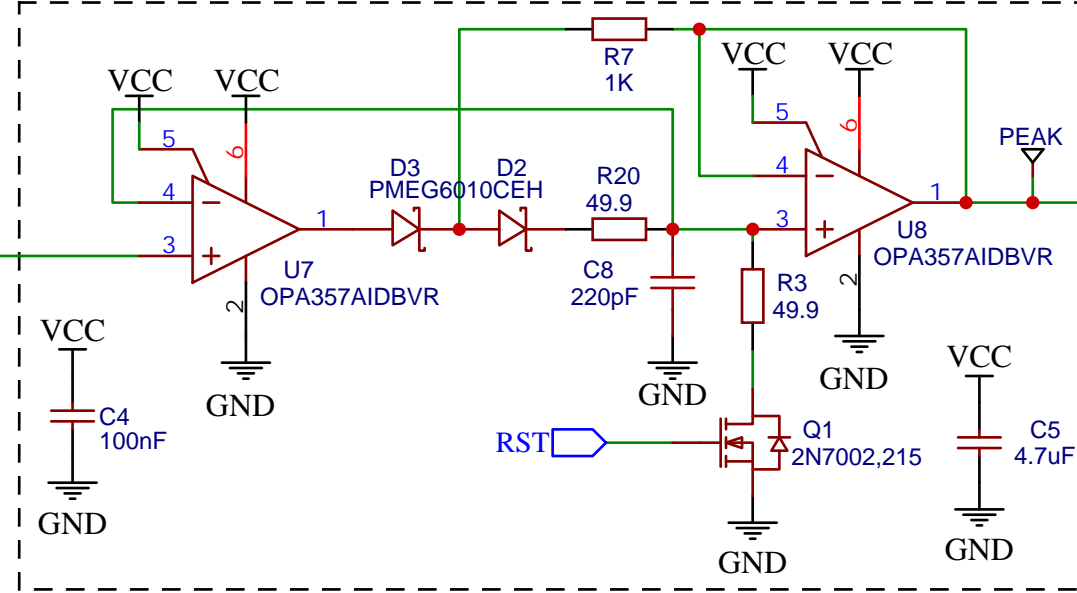 R7
1K
VCC
VCC
VCC
VCC
5
6
4
3
1
2
U7
OPA357AIDBVR
D3
D2
PMEG6010CEH
R20
49.9
C8
220pF
GND
R3
49.9
5
6
4
3
1
2
U8
OPA357AIDBVR
PEAK
GND
GND
VCC
C4
100nF
GND
RST
Q1
2N7002,215
GND
VCC
C5
4.7uF
GND